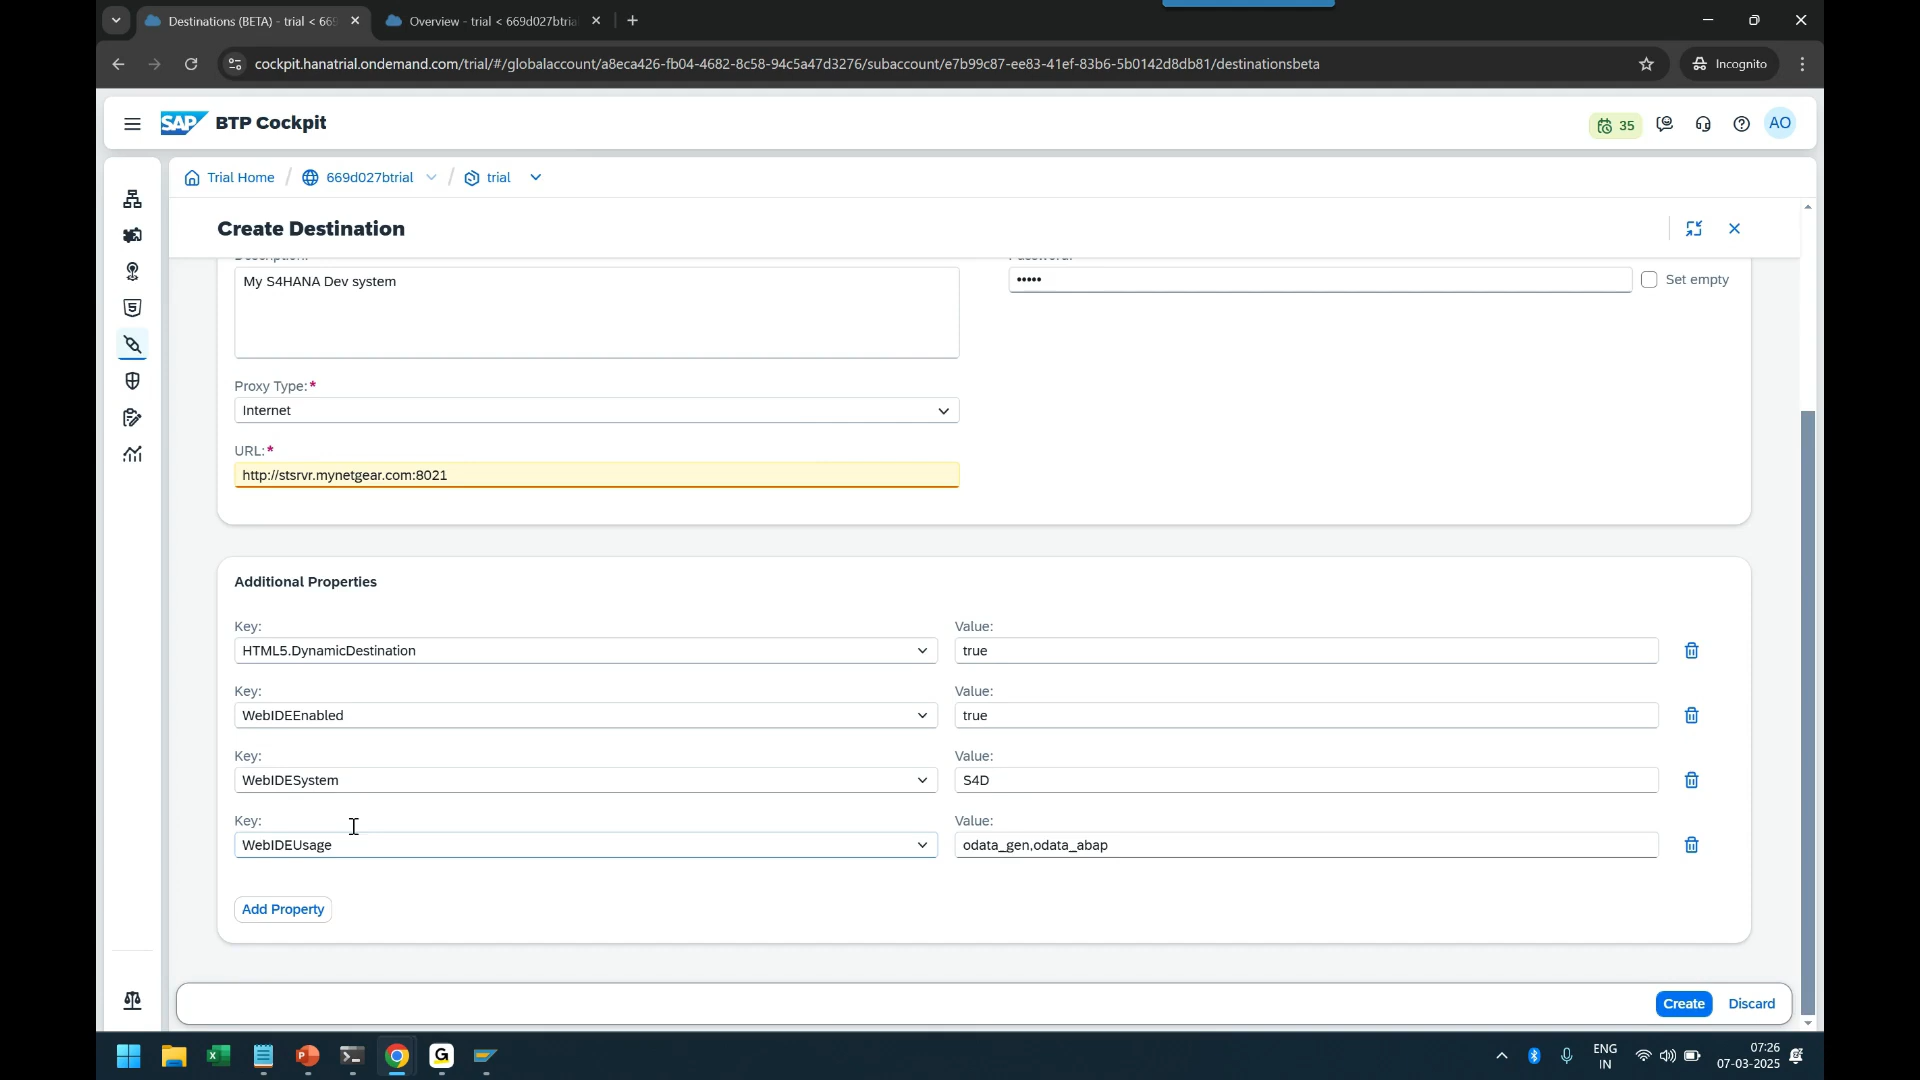 Destinations (BETA) - trial < 669
Overview - trial < 669d027btria
cockpit.hanatrial.ondemand.com/trial/#/globalaccount/a8eca426-fb04-4682-8c58-94c5a47d3276/subaccount/e7b99c87-ee83-41ef-83b6-5b0142d8db81/destinationsbeta
Incognito
SAP BTP Cockpit
35
AO
Trial Home / 669d027btrial / trial
Create Destination
Description:
Password:
My S4HANA Dev system
•••••
Set empty
Proxy Type:*
Internet
URL:*
http://stsrvr.mynetgear.com:8021
Additional Properties
Key: Value:
HTML5.DynamicDestination true
Key: Value:
WebIDEEnabled true
Key: Value:
WebIDESystem S4D
Key: Value:
WebIDEUsage odata_gen,odata_abap
Add Property
Create Discard
ENG
IN
07:26
07-03-2025